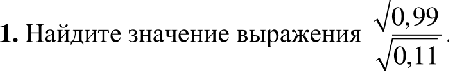 1. Найдите значение выражения √0,99 / √0,11.